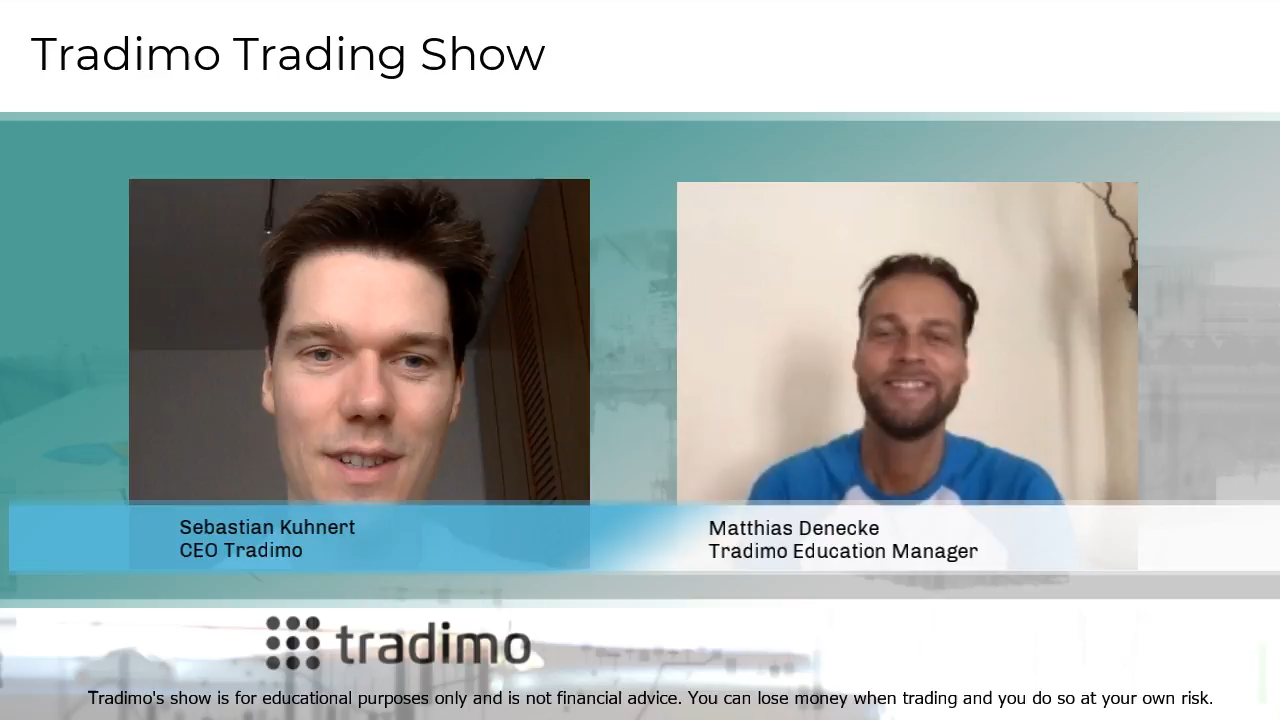 Tradimo Trading Show
Sebastian Kuhnert
CEO Tradimo
Matthias Denecke
Tradimo Education Manager
tradimo
Tradimo's show is for educational purposes only and is not financial advice. You can lose money when trading and you do so at your own risk.